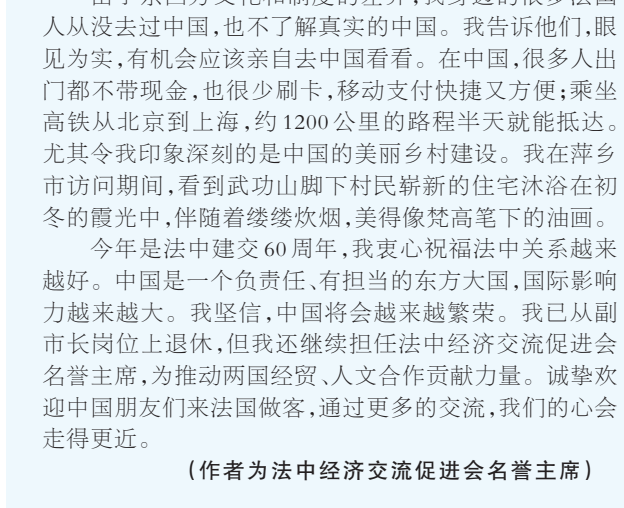 由于东西方文化和制度的差异,我身边的很多法国
人从没去过中国,也不了解真实的中国。我告诉他们,眼
见为实,有机会应该亲自去中国看看。在中国,很多人出
门都不带现金,也很少刷卡,移动支付快捷又方便;乘坐
高铁从北京到上海,约1200公里的路程半天就能抵达。
尤其令我印象深刻的是中国的美丽乡村建设。我在萍乡
市访问期间,看到武功山脚下村民崭新的住宅沐浴在初
冬的霞光中,伴随着缕缕炊烟,美得像梵高笔下的油画。
今年是法中建交60周年,我衷心祝福法中关系越来
越好。中国是一个负责任、有担当的东方大国,国际影响
力越来越大。我坚信,中国将会越来越繁荣。我已从副
市长岗位上退休,但我还继续担任法中经济交流促进会
名誉主席,为推动两国经贸、人文合作贡献力量。诚挚欢
迎中国朋友们来法国做客,通过更多的交流,我们的心会
走得更近。
(作者为法中经济交流促进会名誉主席)